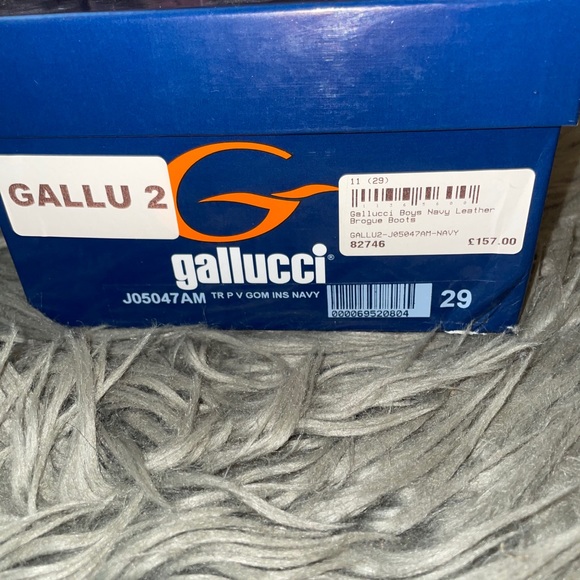 GALLU 2
11 (29)
Gallucci Boys Navy Leather
Brogue Boots
GALLU2-J05047AM-NAVY
82746 £157.00
gallucci®
J05047AM TR P V GOM INS NAVY
0000069520804
29